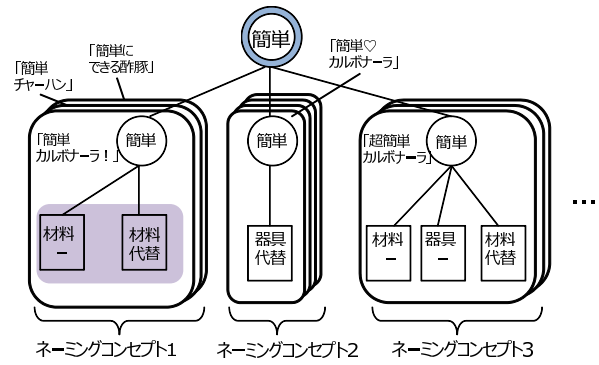 簡単
「簡単
チャーハン」
「簡単に
できる酢豚」
「簡単♡
カルボナーラ」
「簡単
カルボナーラ！」
簡単
材料
－
材料
代替
簡単
器具
代替
「超簡単
カルボナーラ」
簡単
材料
－
器具
－
材料
代替
…
ネーミングコンセプト1
ネーミングコンセプト2
ネーミングコンセプト3